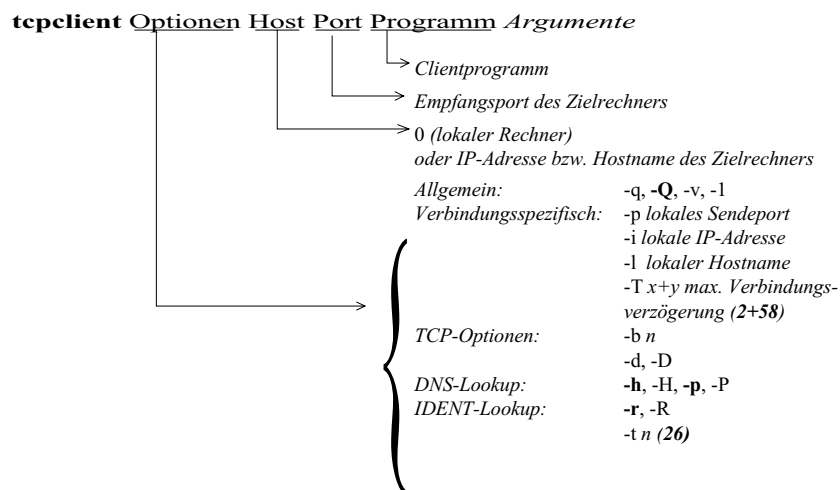 tcpclient Optionen Host Port Programm Argumente
Clientprogramm
Empfangsport des Zielrechners
0 (lokaler Rechner)
oder IP-Adresse bzw. Hostname des Zielrechners
Allgemein: -q, -Q, -v, -1
Verbindungsspezifisch: -p lokales Sendeport
-i lokale IP-Adresse
-l lokaler Hostname
-T x+y max. Verbindungs-
verzögerung (2+58)
TCP-Optionen: -b n
-d, -D
DNS-Lookup: -h, -H, -p, -P
IDENT-Lookup: -r, -R
-t n (26)